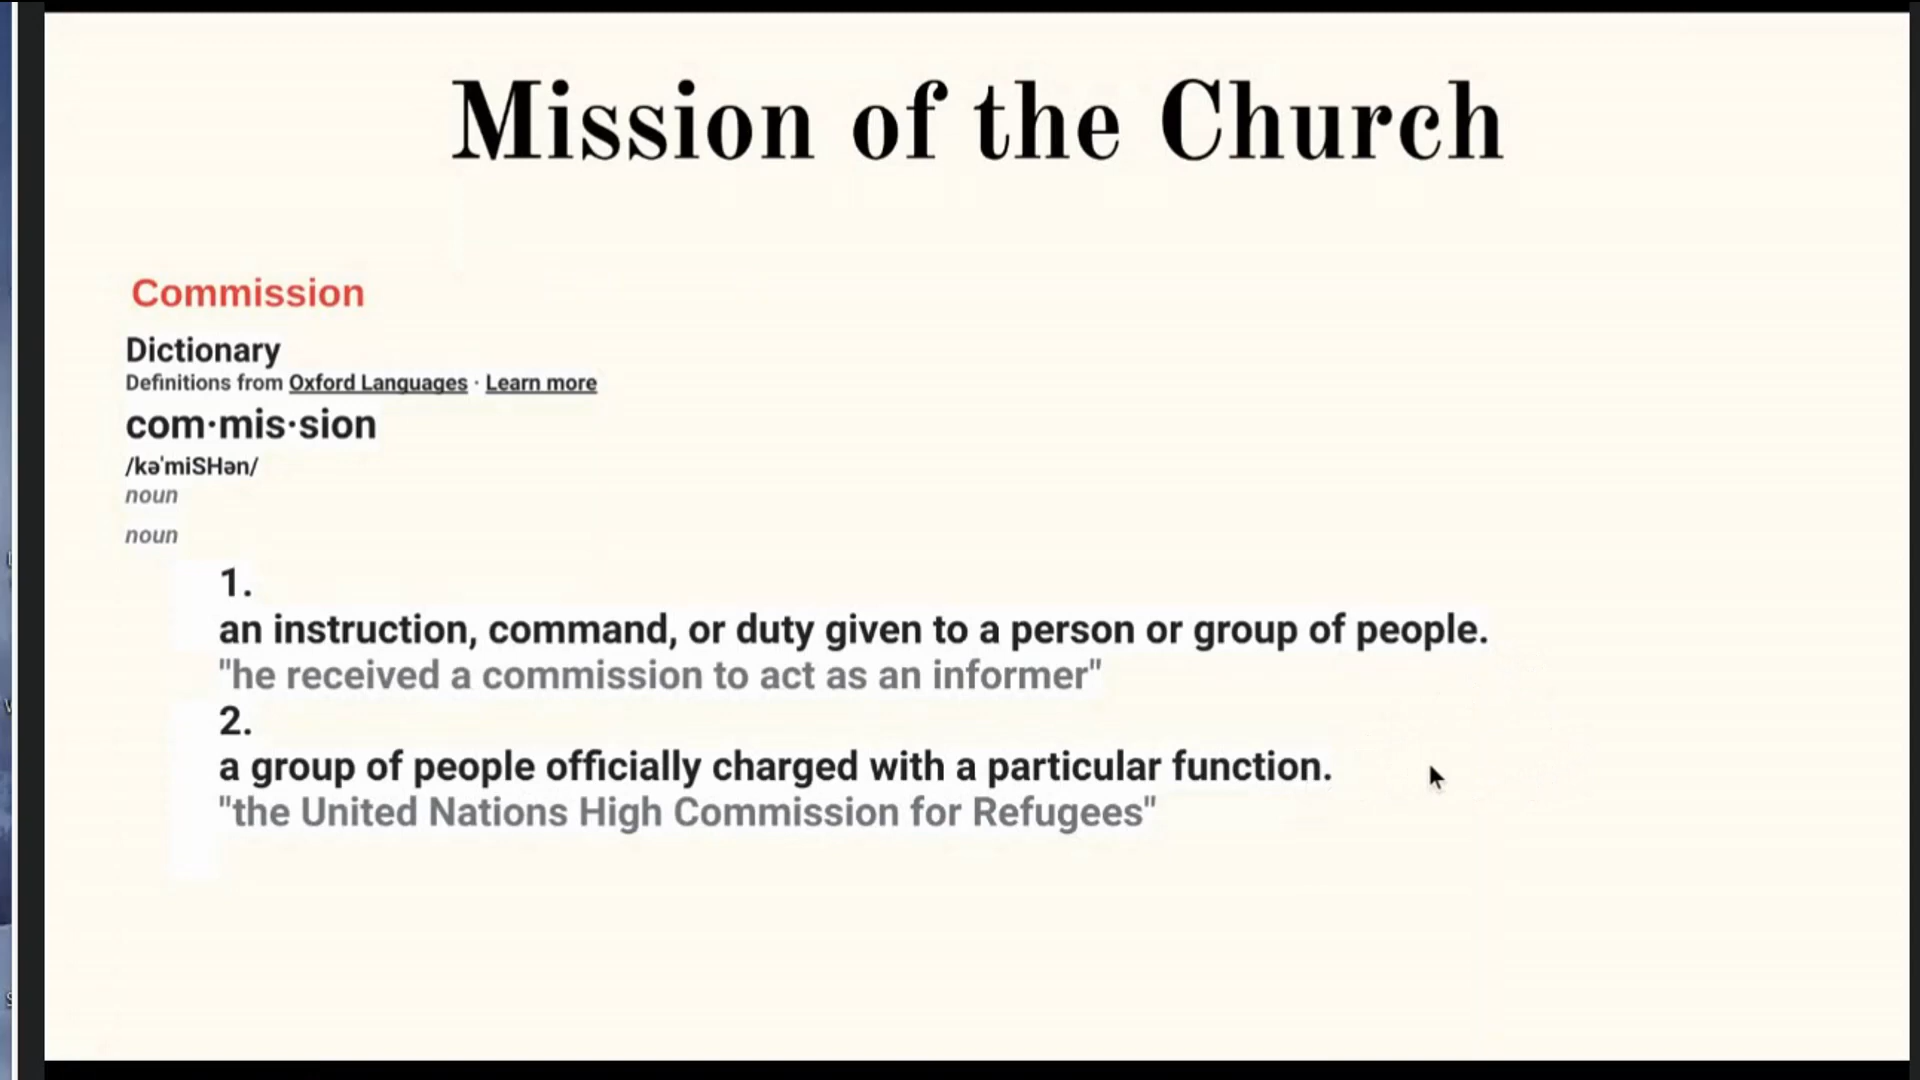 Mission of the Church
Commission
Dictionary
Definitions from Oxford Languages · Learn more
com·mis·sion
/kəˈmiSHən/
noun
noun
1.
an instruction, command, or duty given to a person or group of people.
"he received a commission to act as an informer"
2.
a group of people officially charged with a particular function.
"the United Nations High Commission for Refugees"